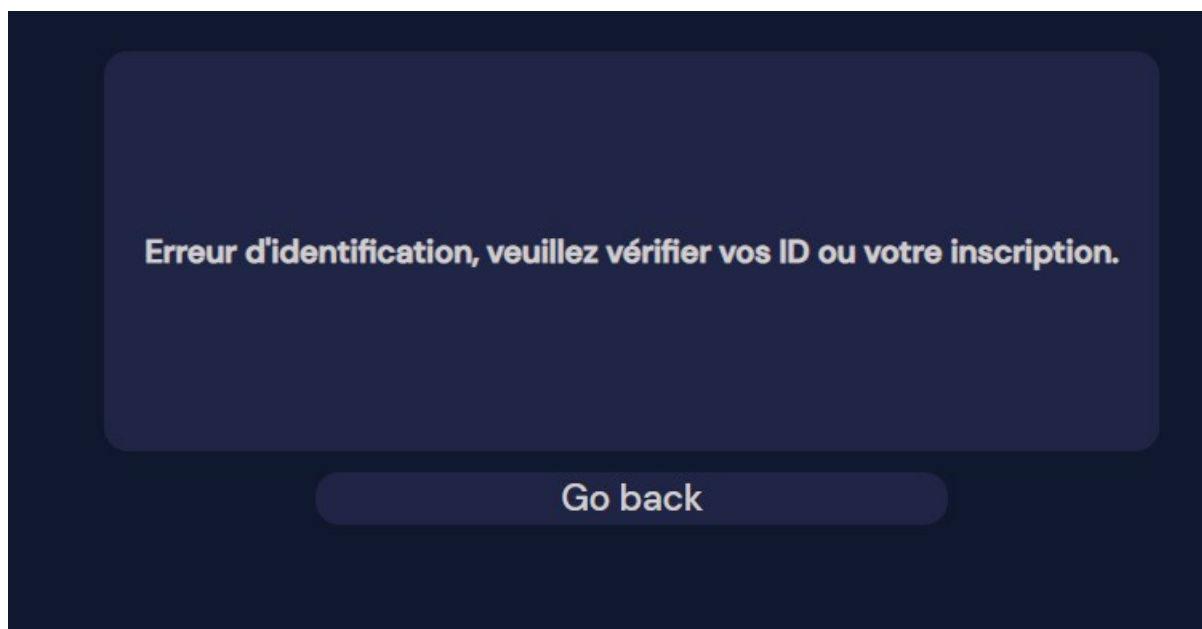 Erreur d'identification, veuillez vérifier vos ID ou votre inscription.
Go back